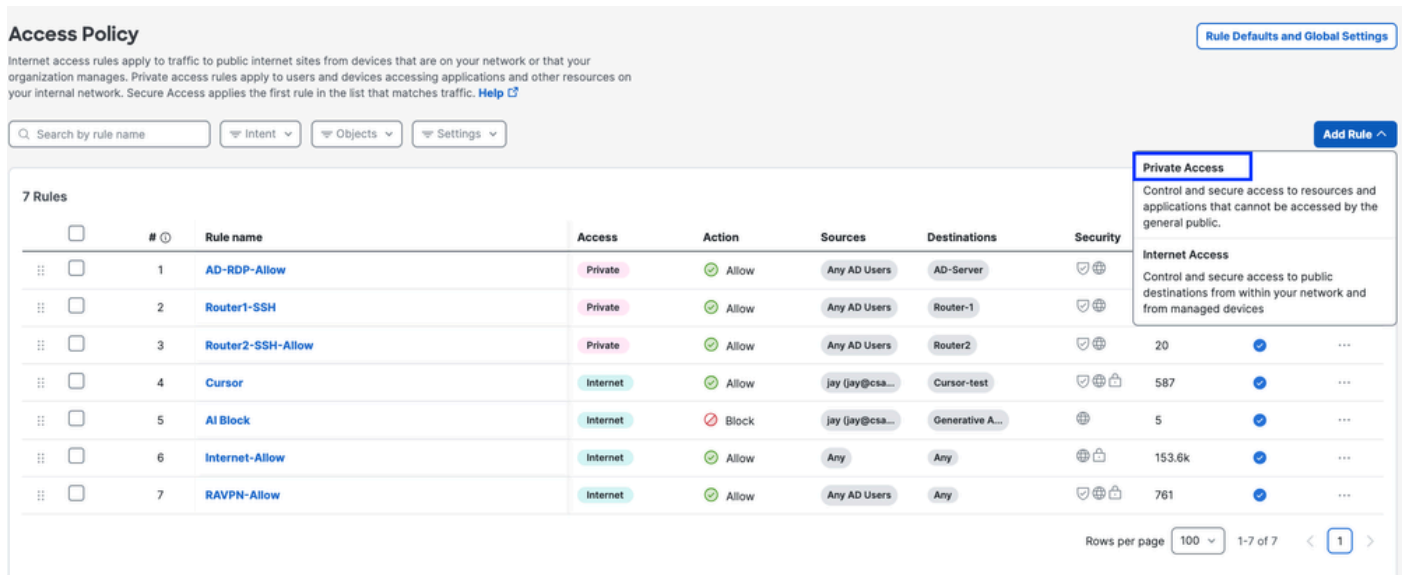 Access Policy
Rule Defaults and Global Settings
Internet access rules apply to traffic to public internet sites from devices that are on your network or that your
organization manages. Private access rules apply to users and devices accessing applications and other resources on
your internal network. Secure Access applies the first rule in the list that matches traffic. Help
Search by rule name Intent Objects Settings Add Rule
Private Access
Control and secure access to resources and
applications that cannot be accessed by the
general public.
Internet Access
Control and secure access to public
destinations from within your network and
from managed devices
7 Rules
# Rule name Access Action Sources Destinations Security
1 AD-RDP-Allow Private Allow Any AD Users AD-Server
2 Router1-SSH Private Allow Any AD Users Router-1
3 Router2-SSH-Allow Private Allow Any AD Users Router2 20 ...
4 Cursor Internet Allow jay (jay@csa... Cursor-test 587 ...
5 AI Block Internet Block jay (jay@csa... Generative A... 5 ...
6 Internet-Allow Internet Allow Any Any 153.6k ...
7 RAVPN-Allow Internet Allow Any AD Users Any 761 ...
Rows per page 100 1-7 of 7 < 1 >